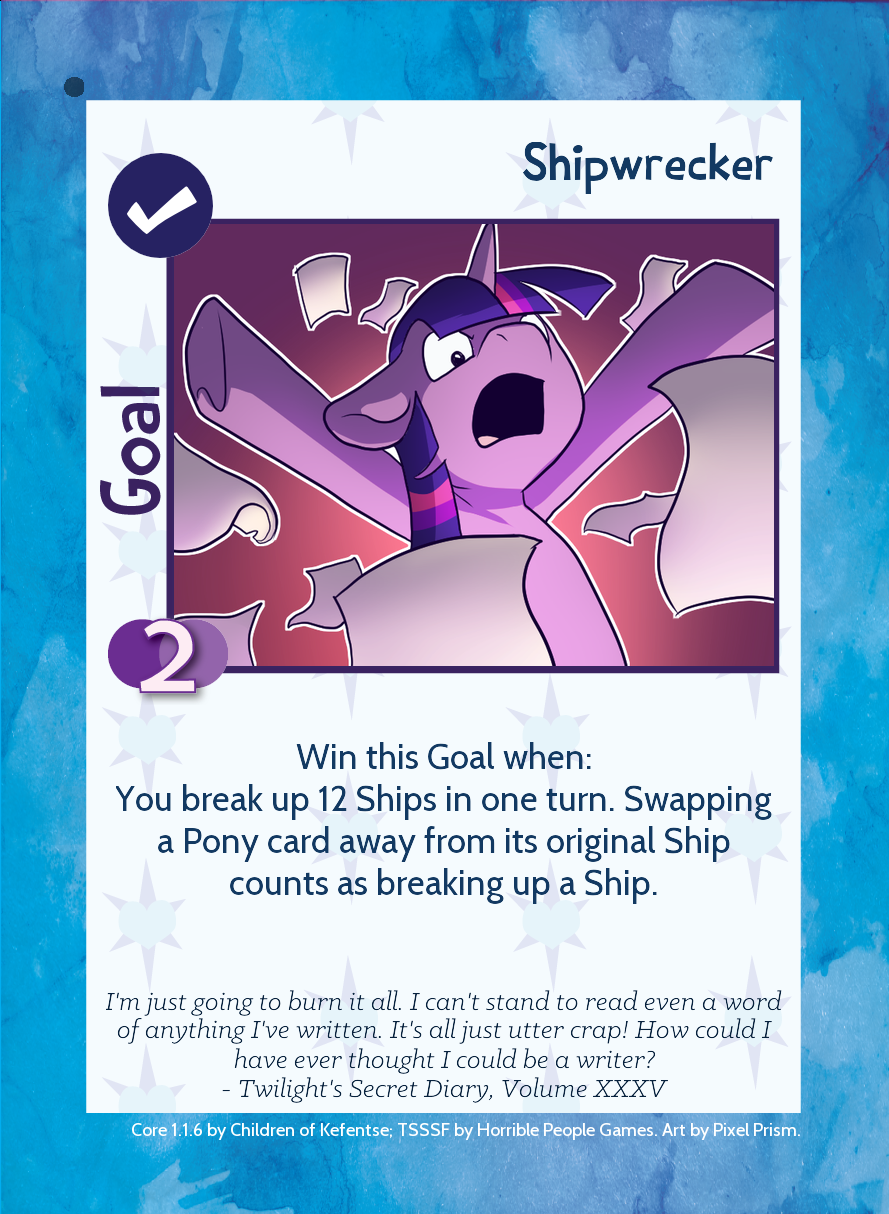 Shipwrecker
Goal
2
Win this Goal when:
You break up 12 Ships in one turn. Swapping
a Pony card away from its original Ship
counts as breaking up a Ship.
I'm just going to burn it all. I can't stand to read even a word
of anything I've written. It's all just utter crap! How could I
have ever thought I could be a writer?
- Twilight's Secret Diary, Volume XXXV
Core 1.1.6 by Children of Kefentse; TSSSF by Horrible People Games. Art by Pixel Prism.